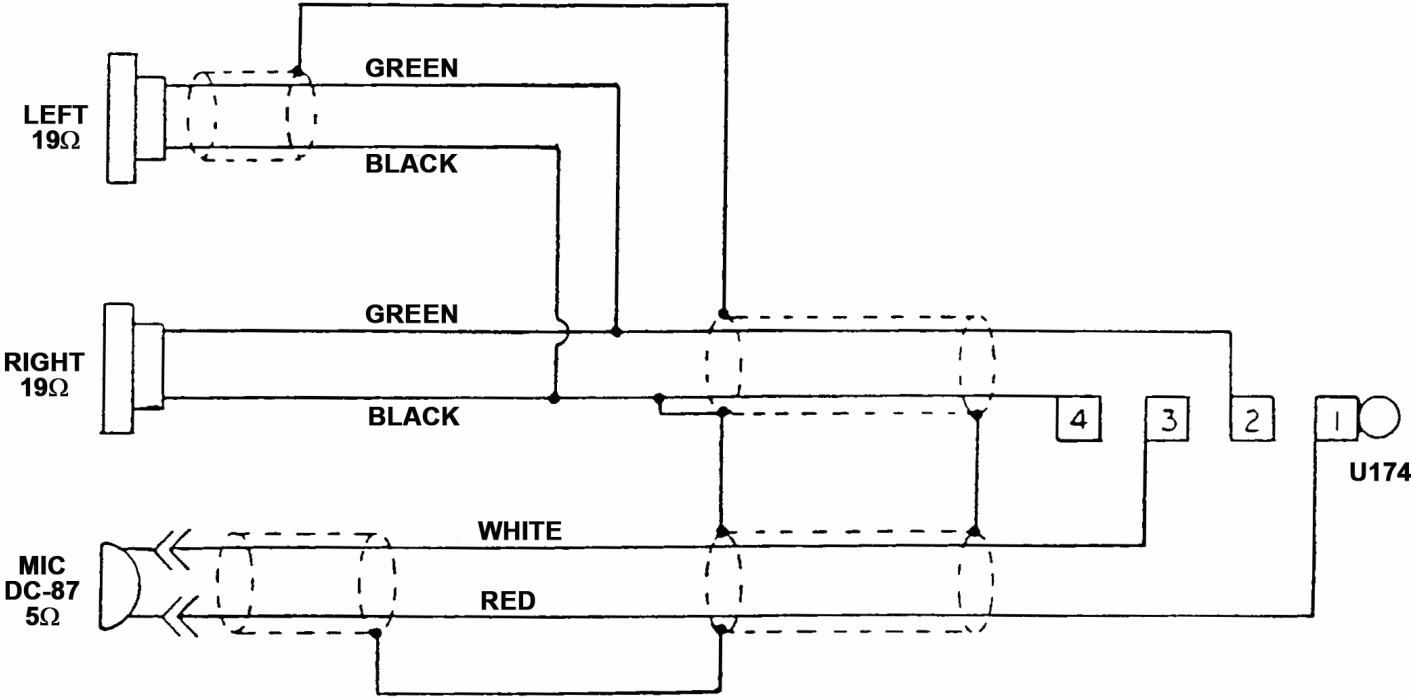 GREEN
LEFT
19Ω
BLACK
GREEN
RIGHT
19Ω
BLACK
4
3
2
1
U174
WHITE
MIC
DC-87
5Ω
RED